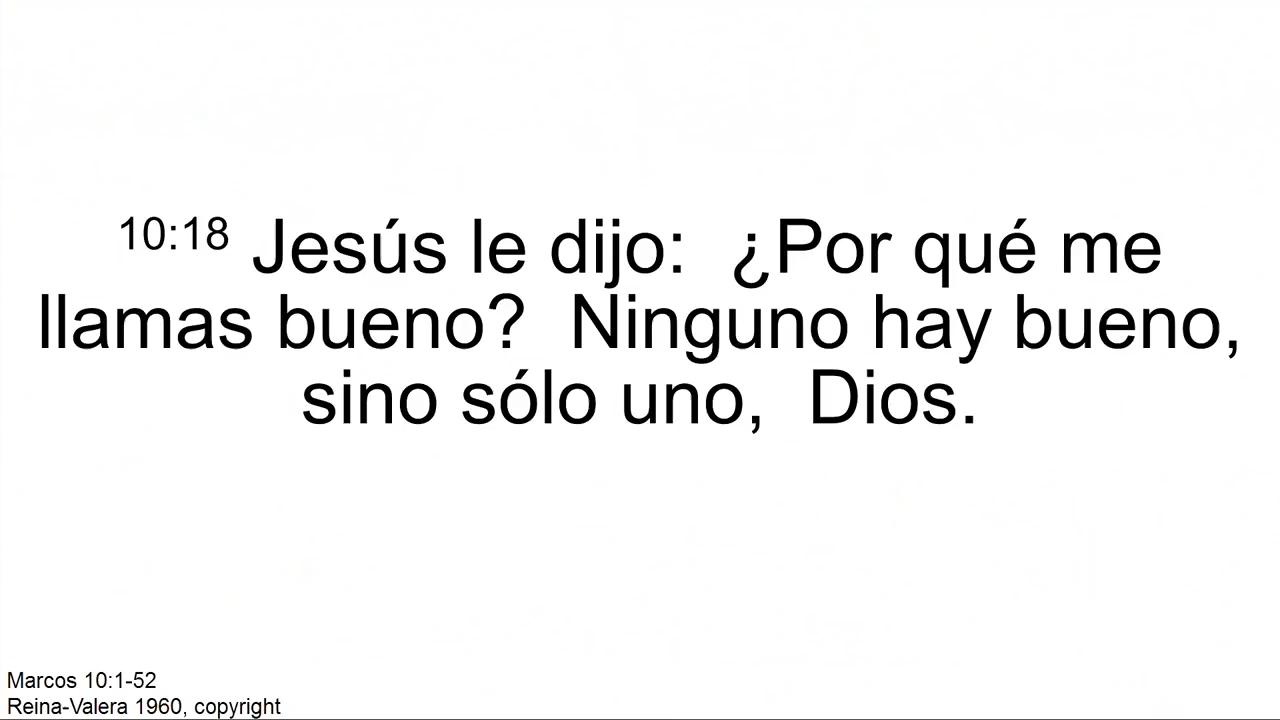 10:18 Jesús le dijo:  ¿Por qué me
llamas bueno?  Ninguno hay bueno,
sino sólo uno,  Dios.
Marcos 10:1-52
Reina-Valera 1960, copyright